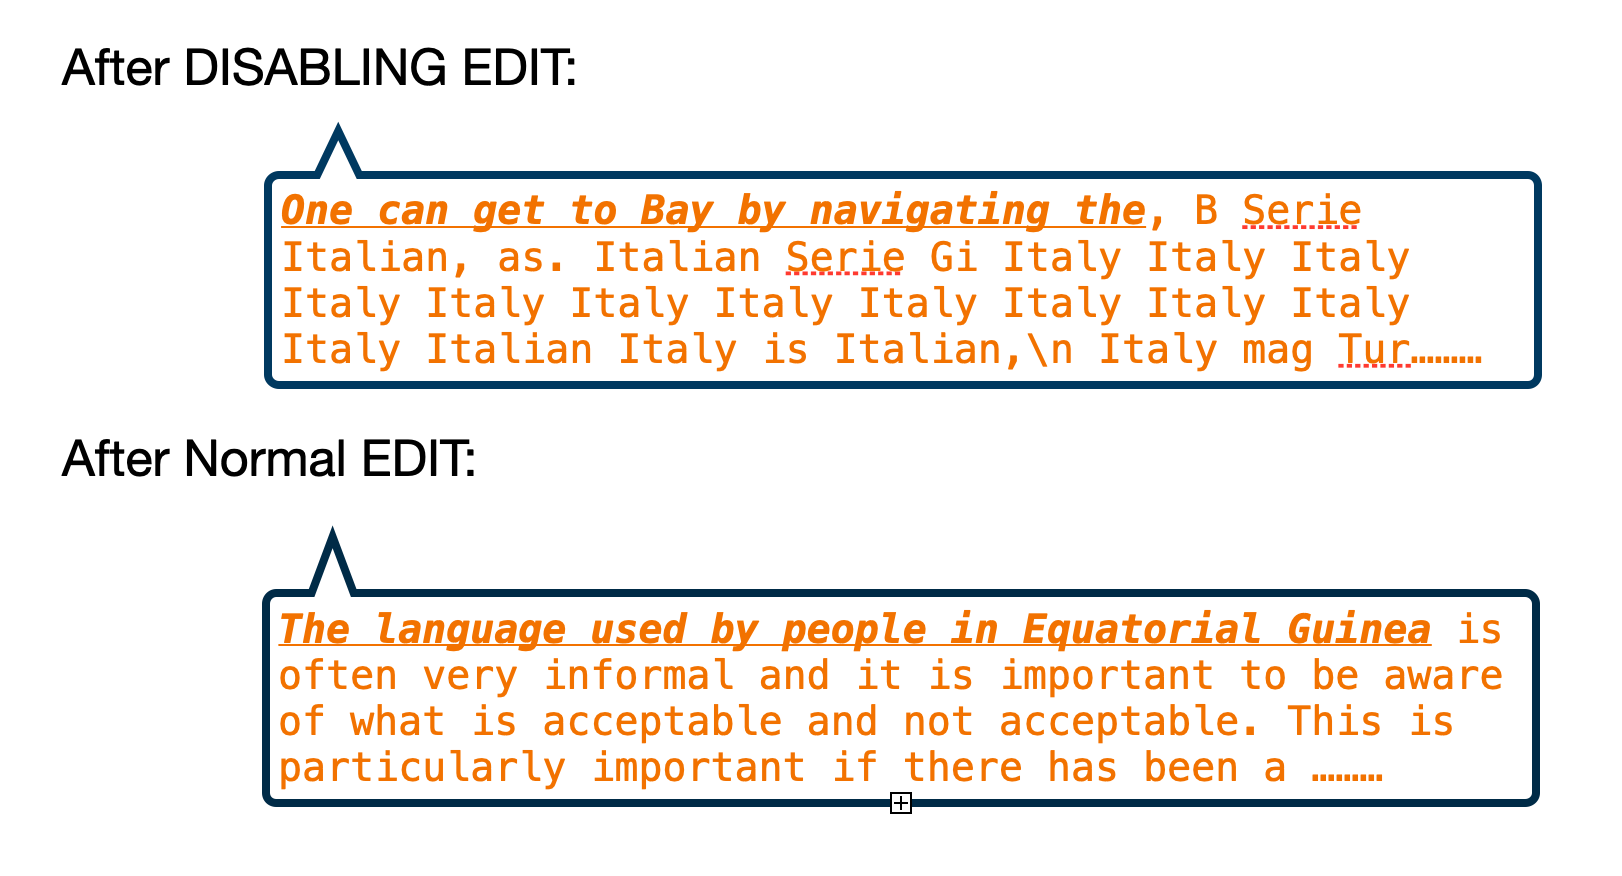 After DISABLING EDIT:
One can get to Bay by navigating the, B Serie
Italian, as. Italian Serie Gi Italy Italy Italy
Italy Italy Italy Italy Italy Italy Italy Italy
Italy Italian Italy is Italian,\n Italy mag Tur………
After Normal EDIT:
The language used by people in Equatorial Guinea is
often very informal and it is important to be aware
of what is acceptable and not acceptable. This is
particularly important if there has been a ………